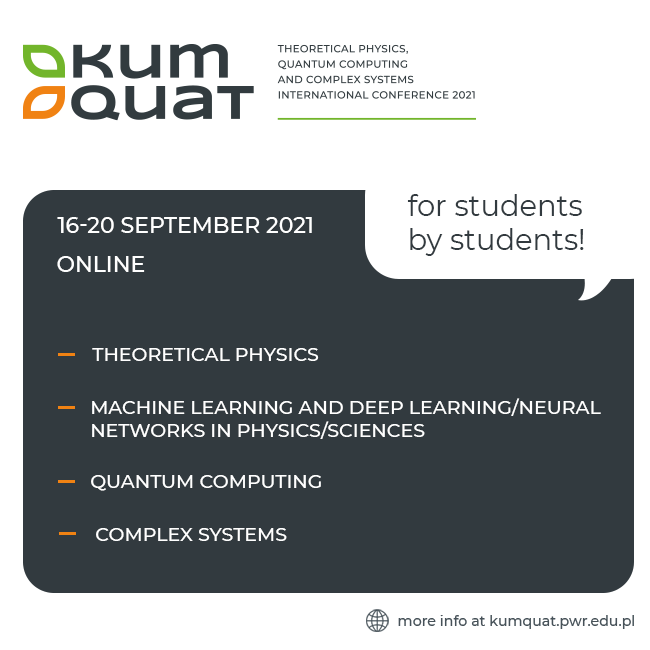 KUM
QUAT
THEORETICAL PHYSICS,
QUANTUM COMPUTING
AND COMPLEX SYSTEMS
INTERNATIONAL CONFERENCE 2021
for students
by students!
16-20 SEPTEMBER 2021
ONLINE
THEORETICAL PHYSICS
MACHINE LEARNING AND DEEP LEARNING/NEURAL
NETWORKS IN PHYSICS/SCIENCES
QUANTUM COMPUTING
COMPLEX SYSTEMS
more info at kumquat.pwr.edu.pl